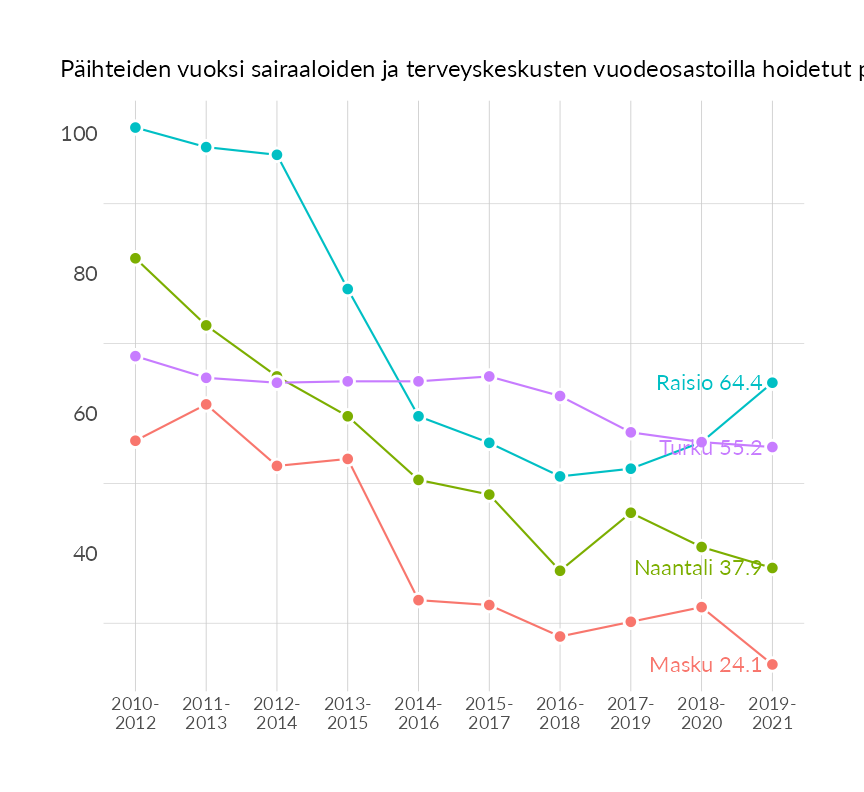 Päihteiden vuoksi sairaaloiden ja terveyskeskusten vuodeosastoilla hoidetut
100
80
60
40
Raisio 64.4
Turku 55.2
Naantali 37.9
Masku 24.1
2010- 2011- 2012- 2013- 2014- 2015- 2016- 2017- 2018- 2019-
2012 2013 2014 2015 2016 2017 2018 2019 2020 2021